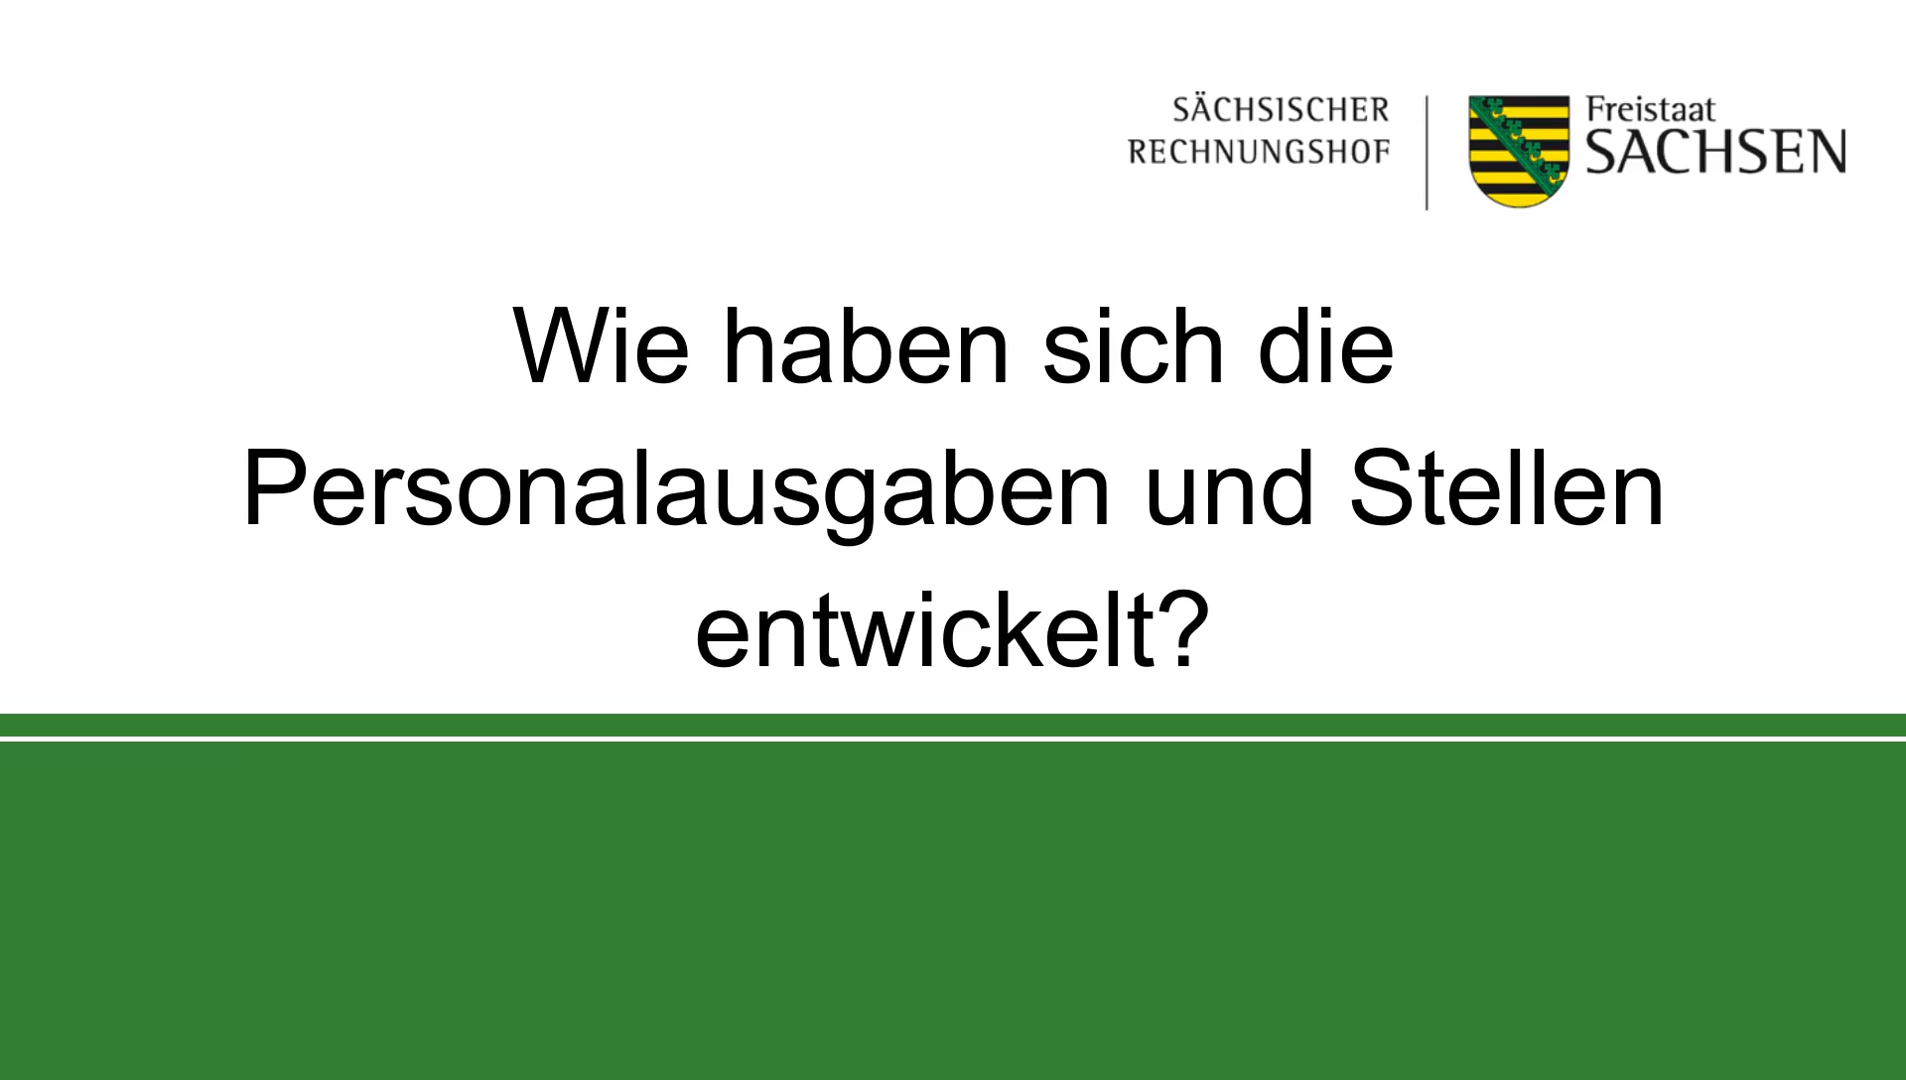 SÄCHSISCHER
RECHNUNGSHOF
Freistaat
SACHSEN
Wie haben sich die
Personalausgaben und Stellen
entwickelt?